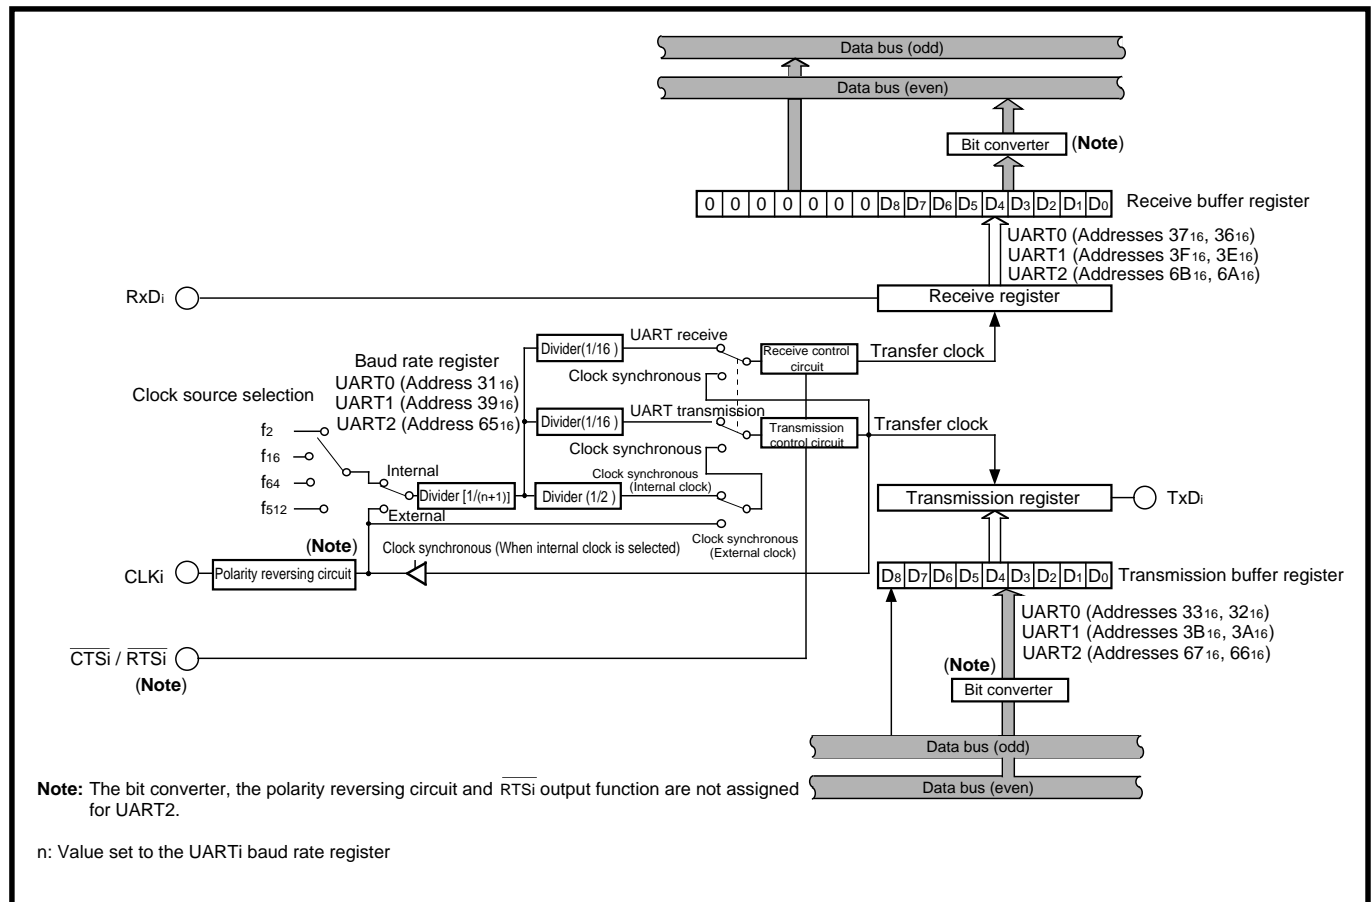 Data bus (odd)
Data bus (even)
Bit converter (Note)
0 0 0 0 0 0 0 D8 D7 D6 D5 D4 D3 D2 D1 D0 Receive buffer register
UART0 (Addresses 3716, 3616)
UART1 (Addresses 3F16, 3E16)
UART2 (Addresses 6B16, 6A16)
RxDi
Receive register
Baud rate register
UART0 (Address 3116)
UART1 (Address 3916)
UART2 (Address 6516)
Divider(1/16 )
UART receive
Receive control
circuit
Transfer clock
Clock synchronous
Clock source selection
f2
f16
f64
f512
Divider(1/16 )
UART transmission
Transmission
control circuit
Transfer clock
Clock synchronous
Internal
External
Divider [1/(n+1)]
Divider (1/2 )
Clock synchronous
(Internal clock)
Clock synchronous
(External clock)
Transmission register
TxDi
(Note)
Clock synchronous (When internal clock is selected)
CLKi
Polarity reversing circuit
D8 D7 D6 D5 D4 D3 D2 D1 D0 Transmission buffer register
UART0 (Addresses 3316, 3216)
UART1 (Addresses 3B16, 3A16)
UART2 (Addresses 6716, 6616)
CTSi / RTSi
(Note)
(Note)
Bit converter
Data bus (odd)
Data bus (even)
Note: The bit converter, the polarity reversing circuit and RTSi output function are not assigned
for UART2.
n: Value set to the UARTi baud rate register